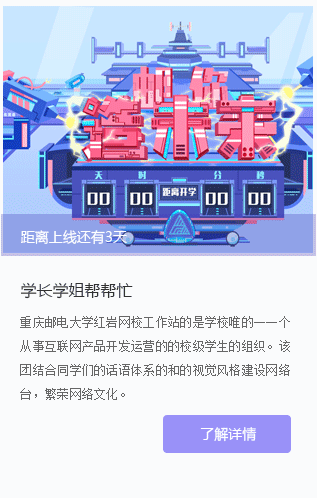 邮你
造未来
天 时 分 秒
00 00 距离开学 00 00
距离上线还有3天
学长学姐帮帮忙
重庆邮电大学红岩网校工作站的是学校唯的一一个
从事互联网产品开发运营的的校级学生的组织。该
团结合同学们的话语体系的和的视觉风格建设网络
台，繁荣网络文化。
了解详情